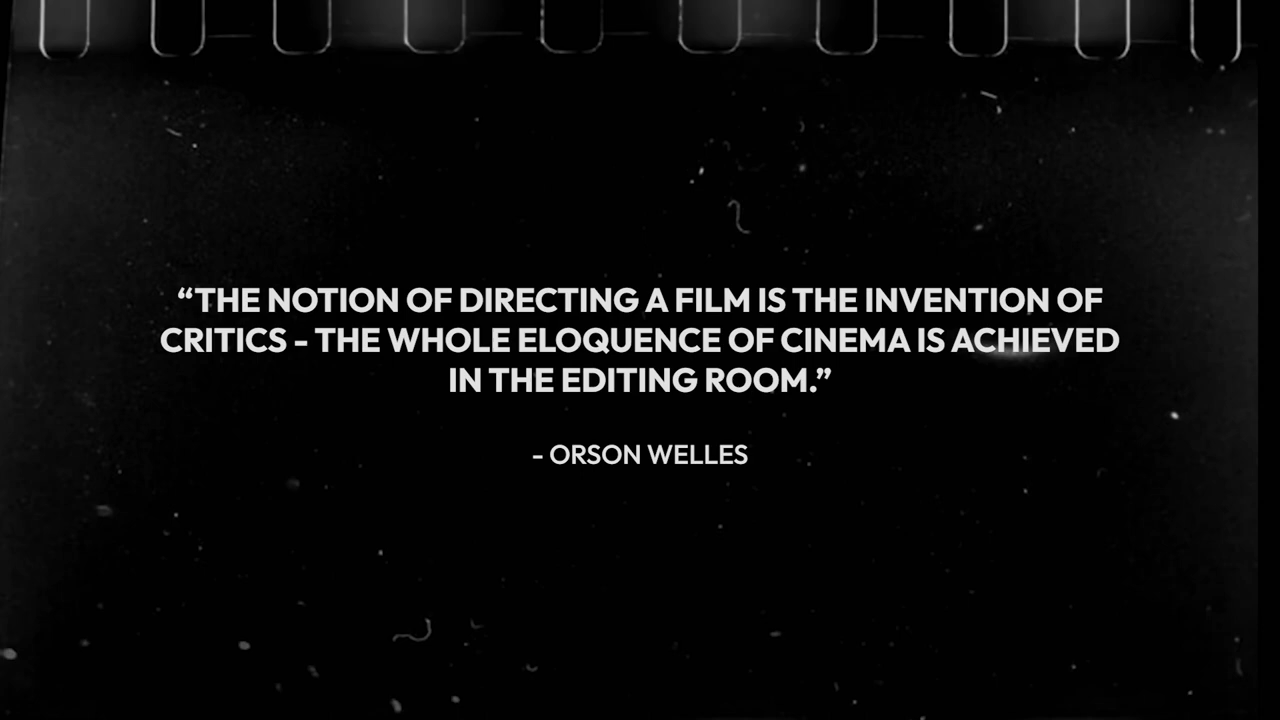 “THE NOTION OF DIRECTING A FILM IS THE INVENTION OF
CRITICS - THE WHOLE ELOQUENCE OF CINEMA IS ACHIEVED
IN THE EDITING ROOM.”
- ORSON WELLES